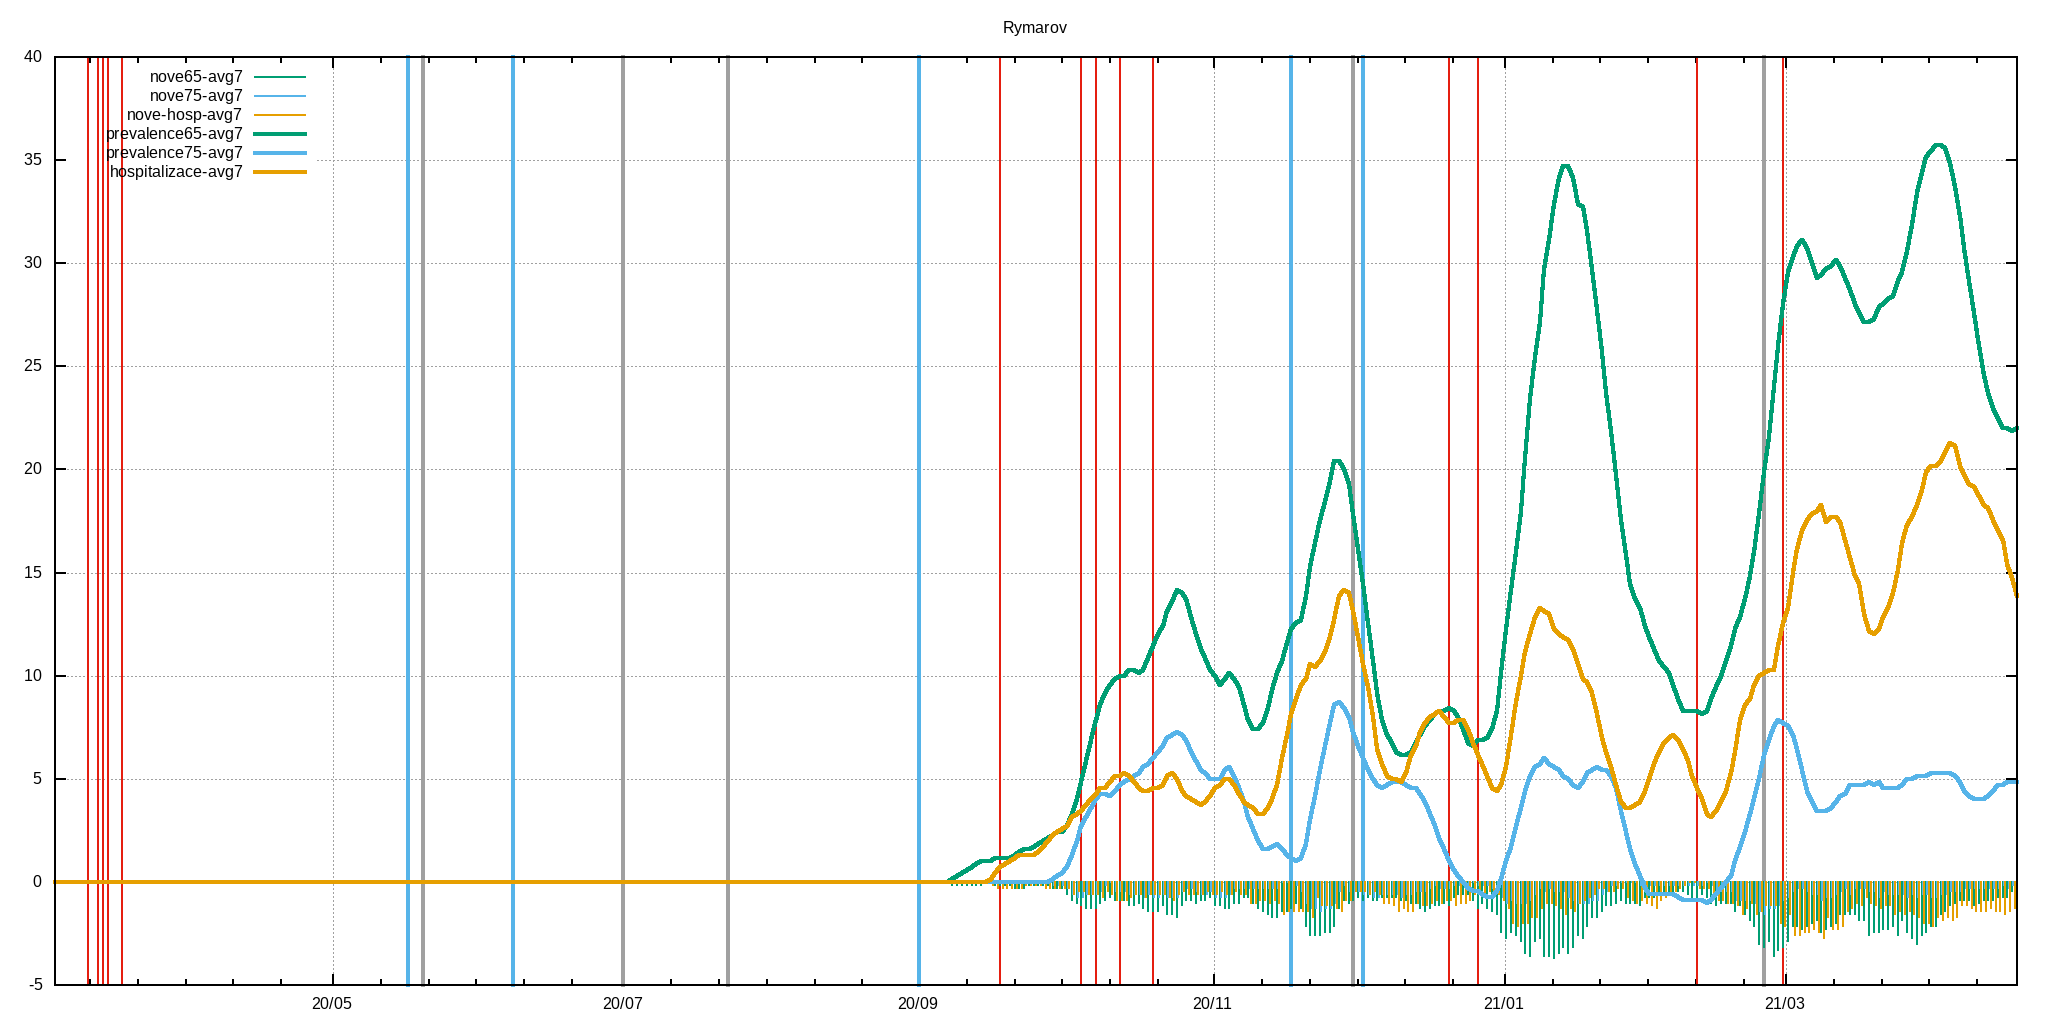 Rymarov
40
35
30
25
20
15
10
5
0
-5
nove65-avg7
nove75-avg7
nove-hosp-avg7
prevalence65-avg7
prevalence75-avg7
hospitalizace-avg7
20/05 20/07 20/09 20/11 21/01 21/03